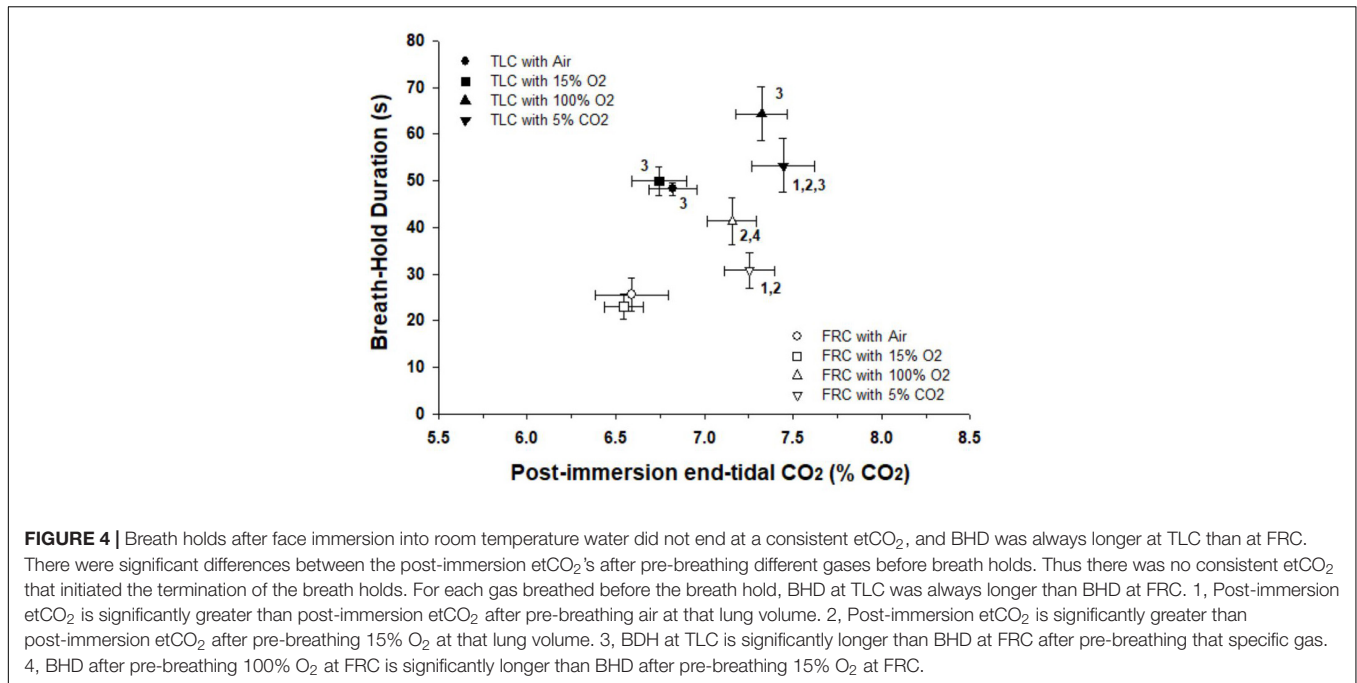 80
70
60
50
40
30
20
10
0
Breath-Hold Duration (s)
TLC with Air
TLC with 15% O2
TLC with 100% O2
TLC with 5% CO2
3
3
3
1,2,3
2,4
1,2
FRC with Air
FRC with 15% O2
FRC with 100% O2
FRC with 5% CO2
5.5 6.0 6.5 7.0 7.5 8.0 8.5
Post-immersion end-tidal CO2 (% CO2)
FIGURE 4 | Breath holds after face immersion into room temperature water did not end at a consistent etCO₂, and BHD was always longer at TLC than at FRC.
There were significant differences between the post-immersion etCO₂'s after pre-breathing different gases before breath holds. Thus there was no consistent etCO₂
that initiated the termination of the breath holds. For each gas breathed before the breath hold, BHD at TLC was always longer than BHD at FRC. 1, Post-immersion
etCO₂ is significantly greater than post-immersion etCO₂ after pre-breathing air at that lung volume. 2, Post-immersion etCO₂ is significantly greater than
post-immersion etCO₂ after pre-breathing 15% O₂ at that lung volume. 3, BDH at TLC is significantly longer than BHD at FRC after pre-breathing that specific gas.
4, BHD after pre-breathing 100% O₂ at FRC is significantly longer than BHD after pre-breathing 15% O₂ at FRC.